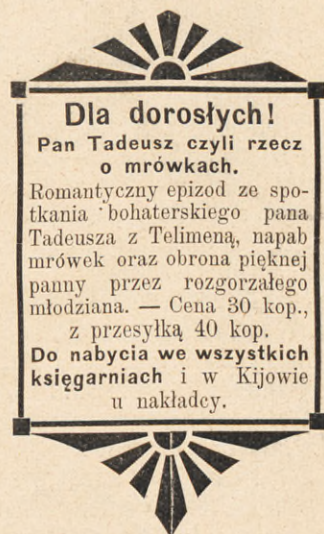 Dla dorosłych!
Pan Tadeusz czyli rzecz
o mrówkach.
Romantyczny epizod ze spo-
tkania bohaterskiego pana
Tadeusza z Telimeną, napab
mrówek oraz obrona pięknej
panny przez rozgorzałego
młodziana. — Cena 30 kop.,
z przesyłką 40 kop.
Do nabycia we wszystkich
księgarniach i w Kijowie
u nakładcy.